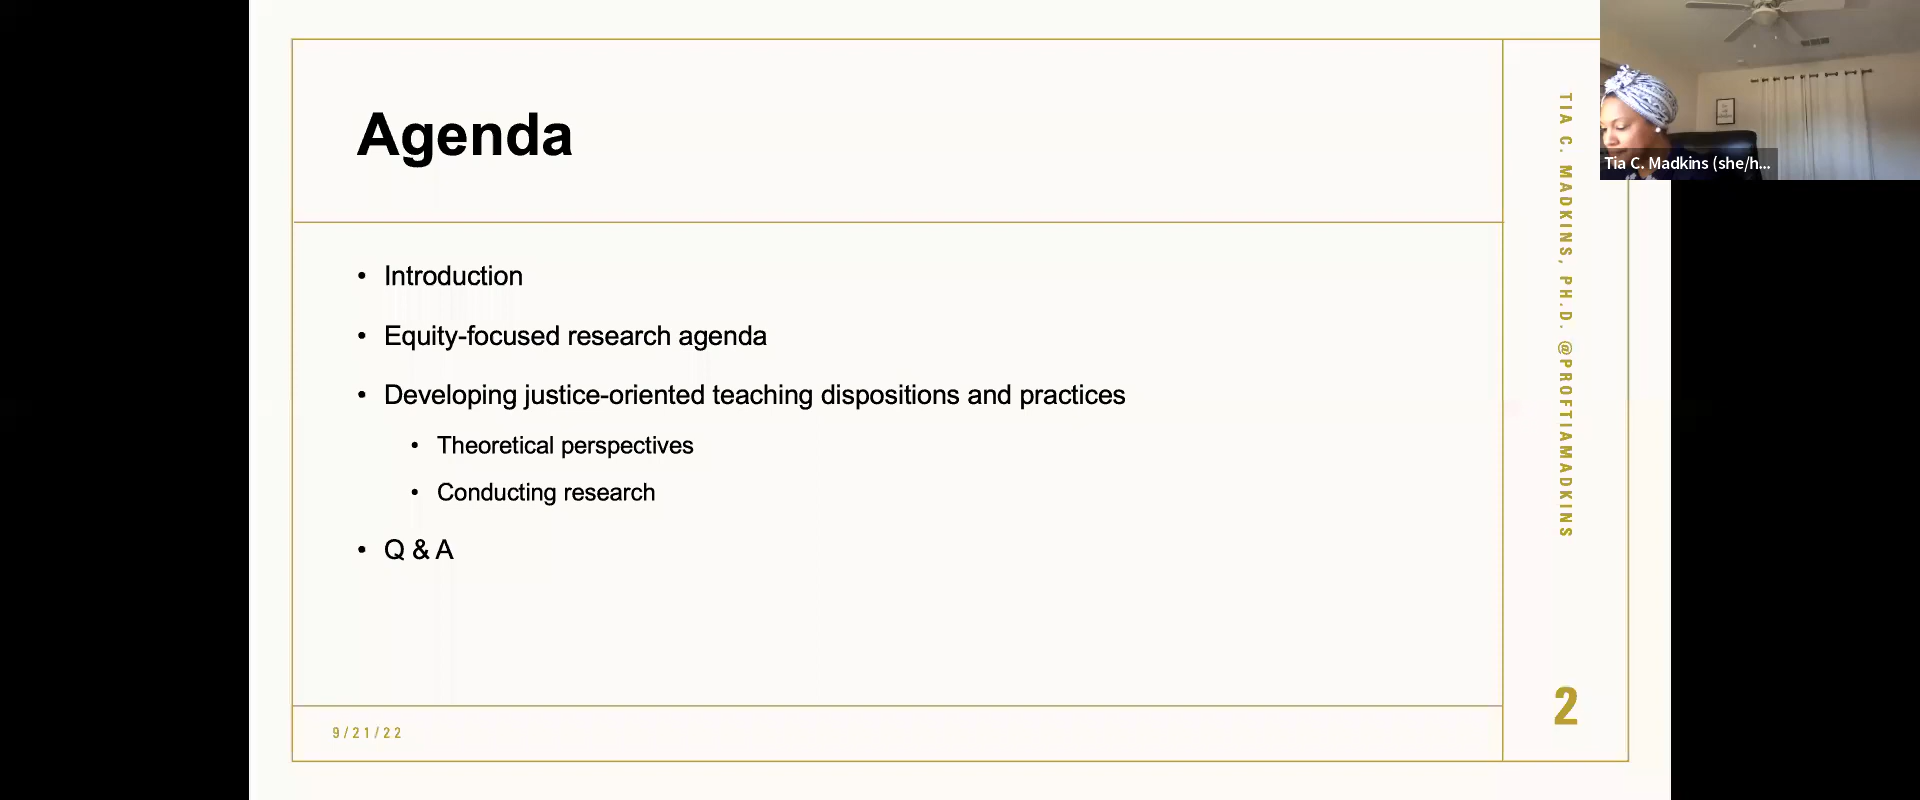 Agenda
• Introduction
• Equity-focused research agenda
• Developing justice-oriented teaching dispositions and practices
• Theoretical perspectives
• Conducting research
• Q & A
9/21/22
TIA C. MADKINS, PH.D. @PROFTIAMADKINS
2
Tia C. Madkins (she/h...